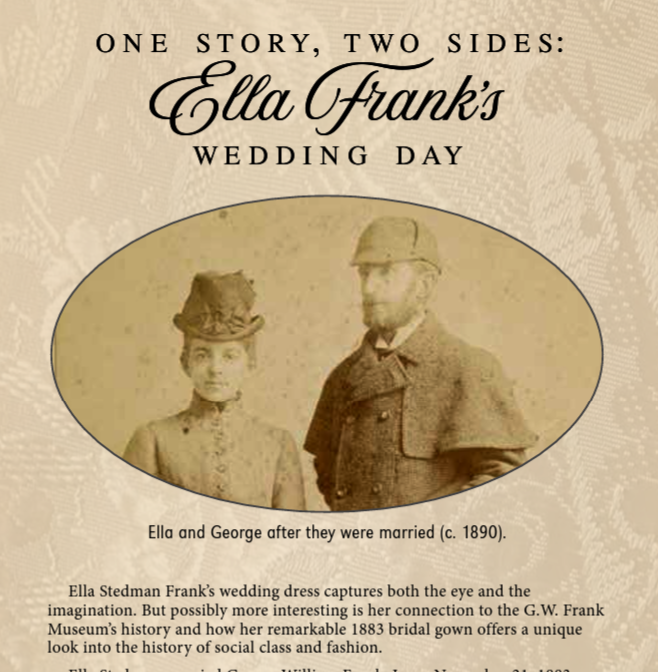 ONE STORY, TWO SIDES:
Ella Frank's
WEDDING DAY
Ella and George after they were married (c. 1890).
Ella Stedman Frank's wedding dress captures both the eye and the
imagination. But possibly more interesting is her connection to the G.W. Frank
Museum's history and how her remarkable 1883 bridal gown offers a unique
look into the history of social class and fashion.